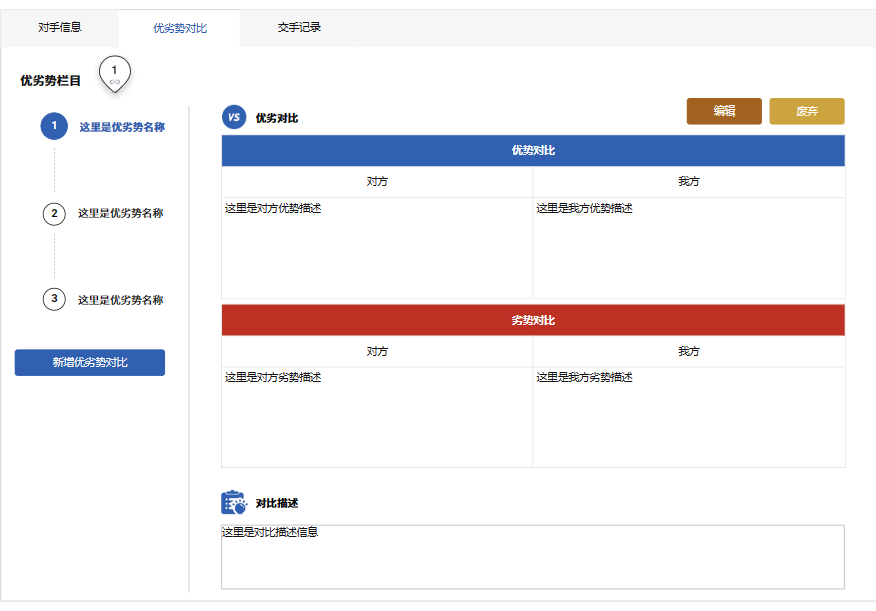 对手信息 优劣势对比 交手记录
优劣势栏目
1
1 这里是优劣势名称
2 这里是优劣势名称
3 这里是优劣势名称
新增优劣势对比
VS 优劣对比 编辑 废弃
优势对比
对方 我方
这里是对方优势描述 这里是我方优势描述
劣势对比
对方 我方
这里是对方劣势描述 这里是我方劣势描述
对比描述
这里是对比描述信息